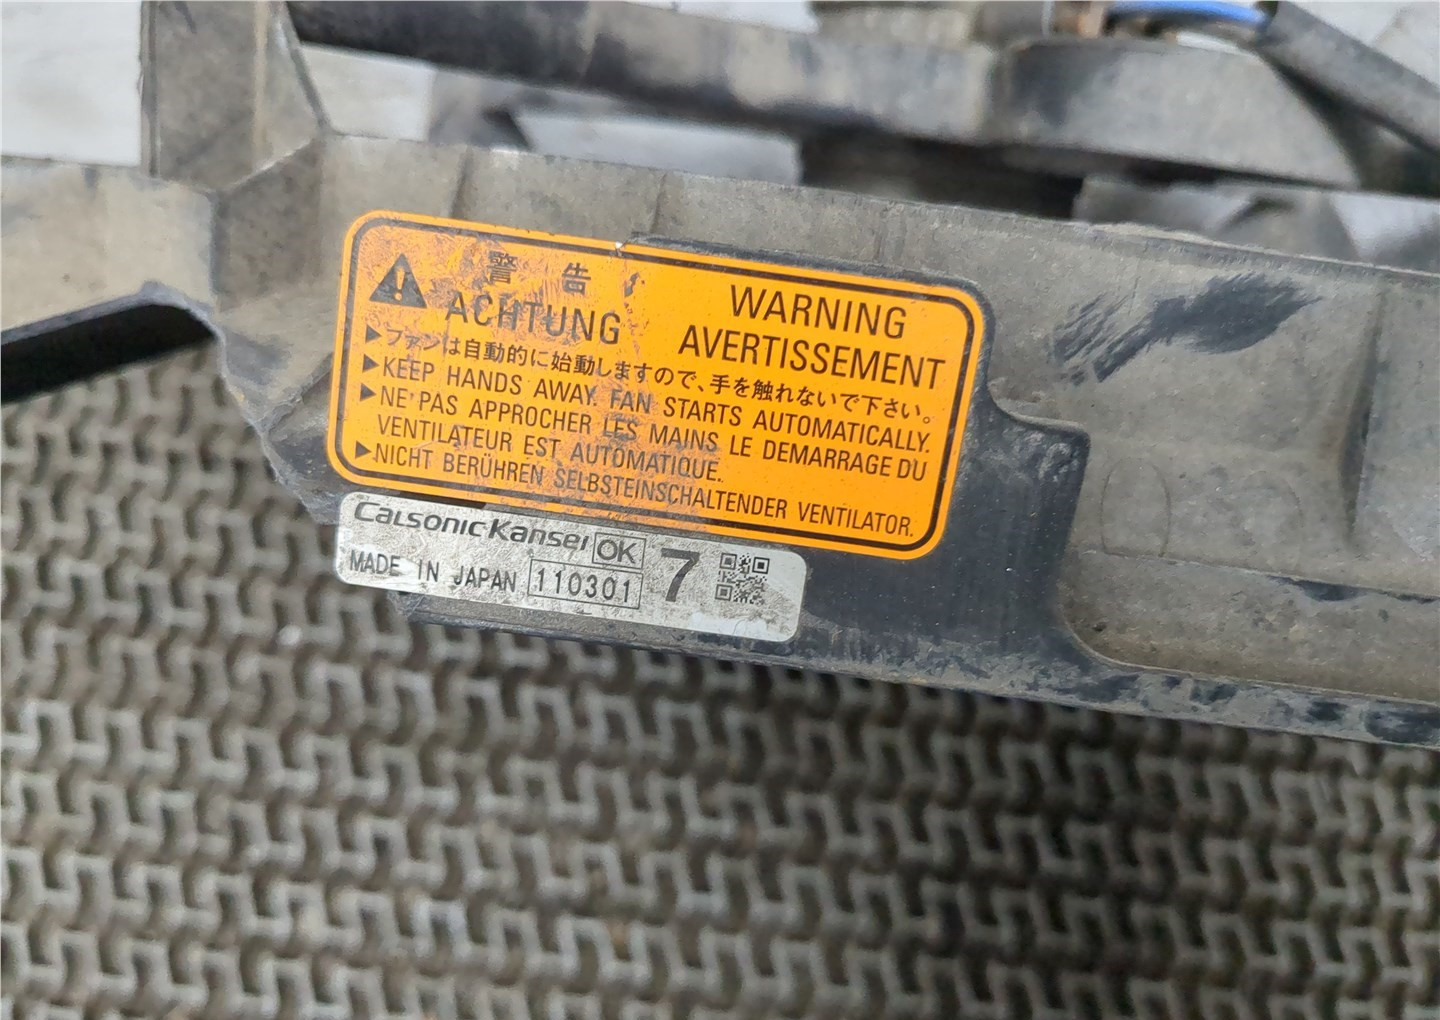 警 告
ACHTUNG
WARNING
AVERTISSEMENT
▶ファンは自動的に始動しますので、手を触れないで下さい。
▶KEEP HANDS AWAY. FAN STARTS AUTOMATICALLY.
▶NE PAS APPROCHER LES MAINS LE DEMARRAGE DU
VENTILATEUR EST AUTOMATIQUE.
▶NICHT BERÜHREN SELBSTEINSCHALTENDER VENTILATOR.
CalsonicKansei OK 7
MADE IN JAPAN 110301